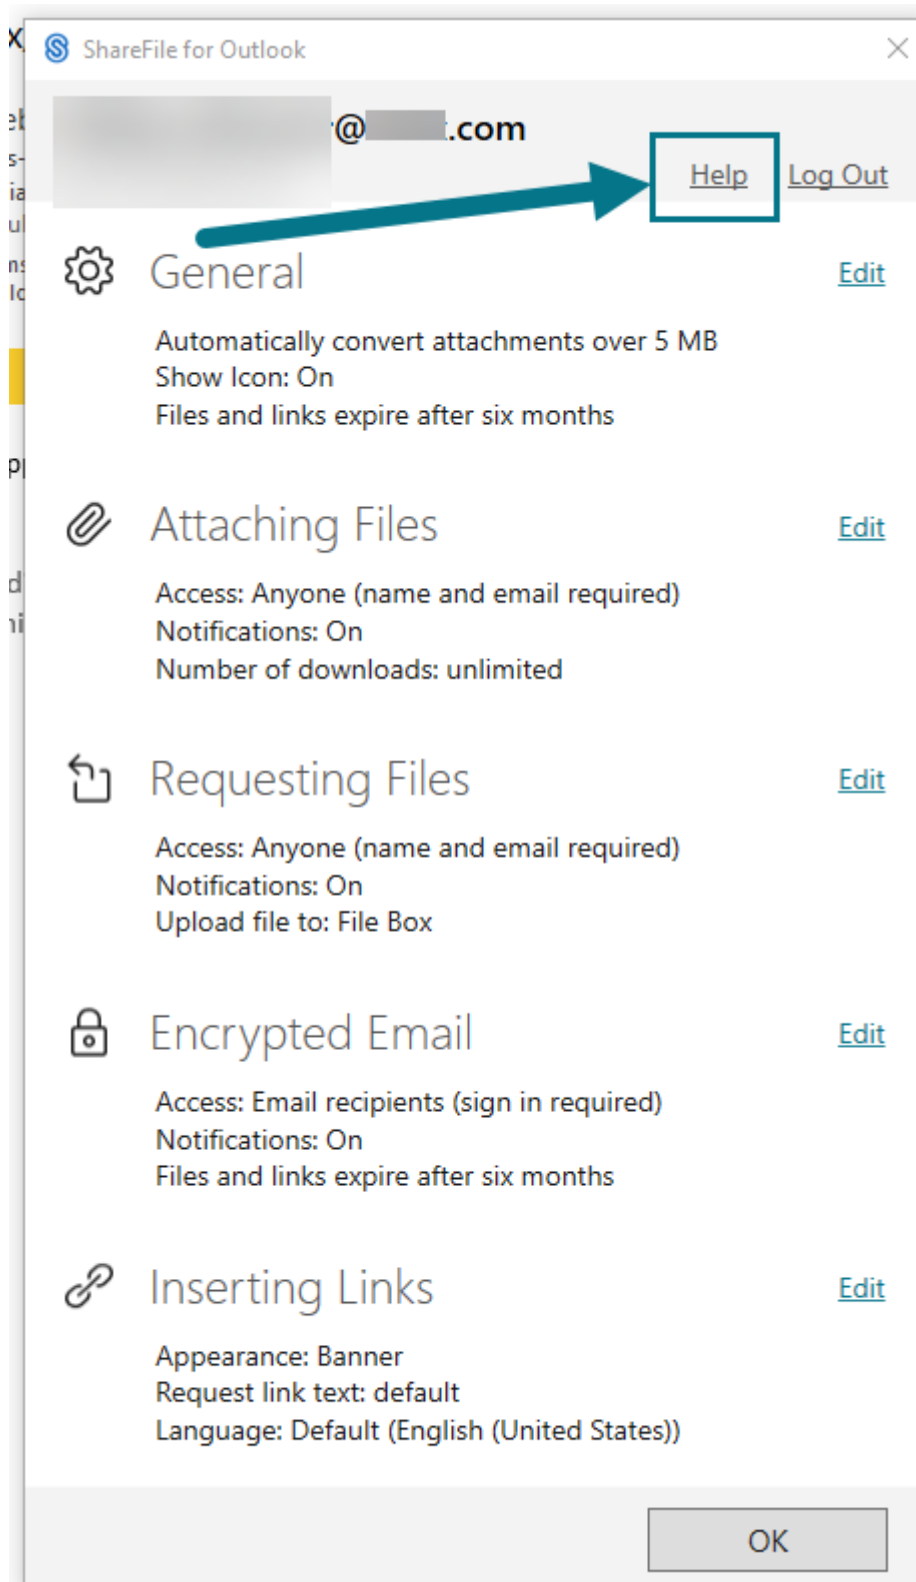 ShareFile for Outlook
@ .com
Help Log Out
General Edit
Automatically convert attachments over 5 MB
Show Icon: On
Files and links expire after six months
Attaching Files Edit
Access: Anyone (name and email required)
Notifications: On
Number of downloads: unlimited
Requesting Files Edit
Access: Anyone (name and email required)
Notifications: On
Upload file to: File Box
Encrypted Email Edit
Access: Email recipients (sign in required)
Notifications: On
Files and links expire after six months
Inserting Links Edit
Appearance: Banner
Request link text: default
Language: Default (English (United States))
OK